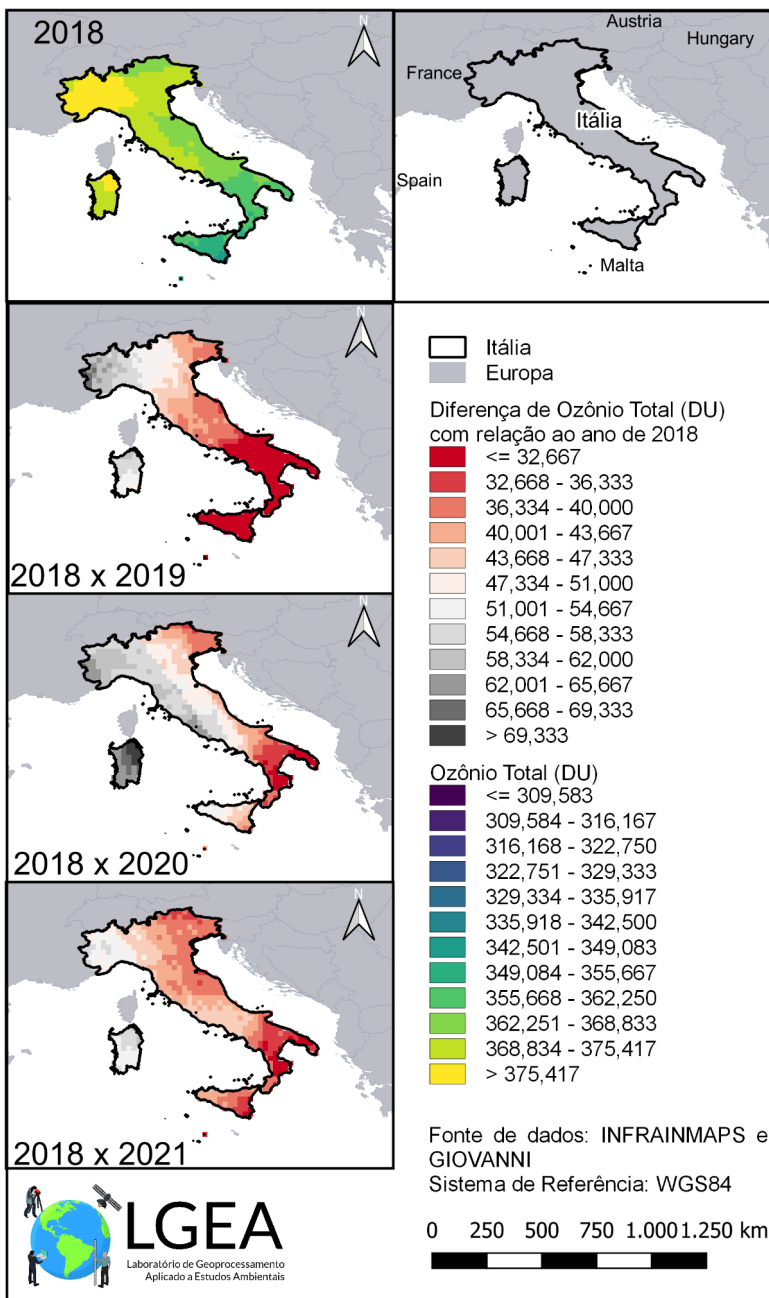 2018
N
Austria
Hungary
France
Itália
Spain
Malta
N
2018 x 2019
N
2018 x 2020
N
2018 x 2021
Itália
Europa
Diferença de Ozônio Total (DU)
com relação ao ano de 2018
<= 32,667
32,668 - 36,333
36,334 - 40,000
40,001 - 43,667
43,668 - 47,333
47,334 - 51,000
51,001 - 54,667
54,668 - 58,333
58,334 - 62,000
62,001 - 65,667
65,668 - 69,333
> 69,333
Ozônio Total (DU)
<= 309,583
309,584 - 316,167
316,168 - 322,750
322,751 - 329,333
329,334 - 335,917
335,918 - 342,500
342,501 - 349,083
349,084 - 355,667
355,668 - 362,250
362,251 - 368,833
368,834 - 375,417
> 375,417
Fonte de dados: INFRAINMAPS e
GIOVANNI
Sistema de Referência: WGS84
0 250 500 750 1.000 1.250 km
LGEA
Laboratório de Geoprocessamento
Aplicado a Estudos Ambientais